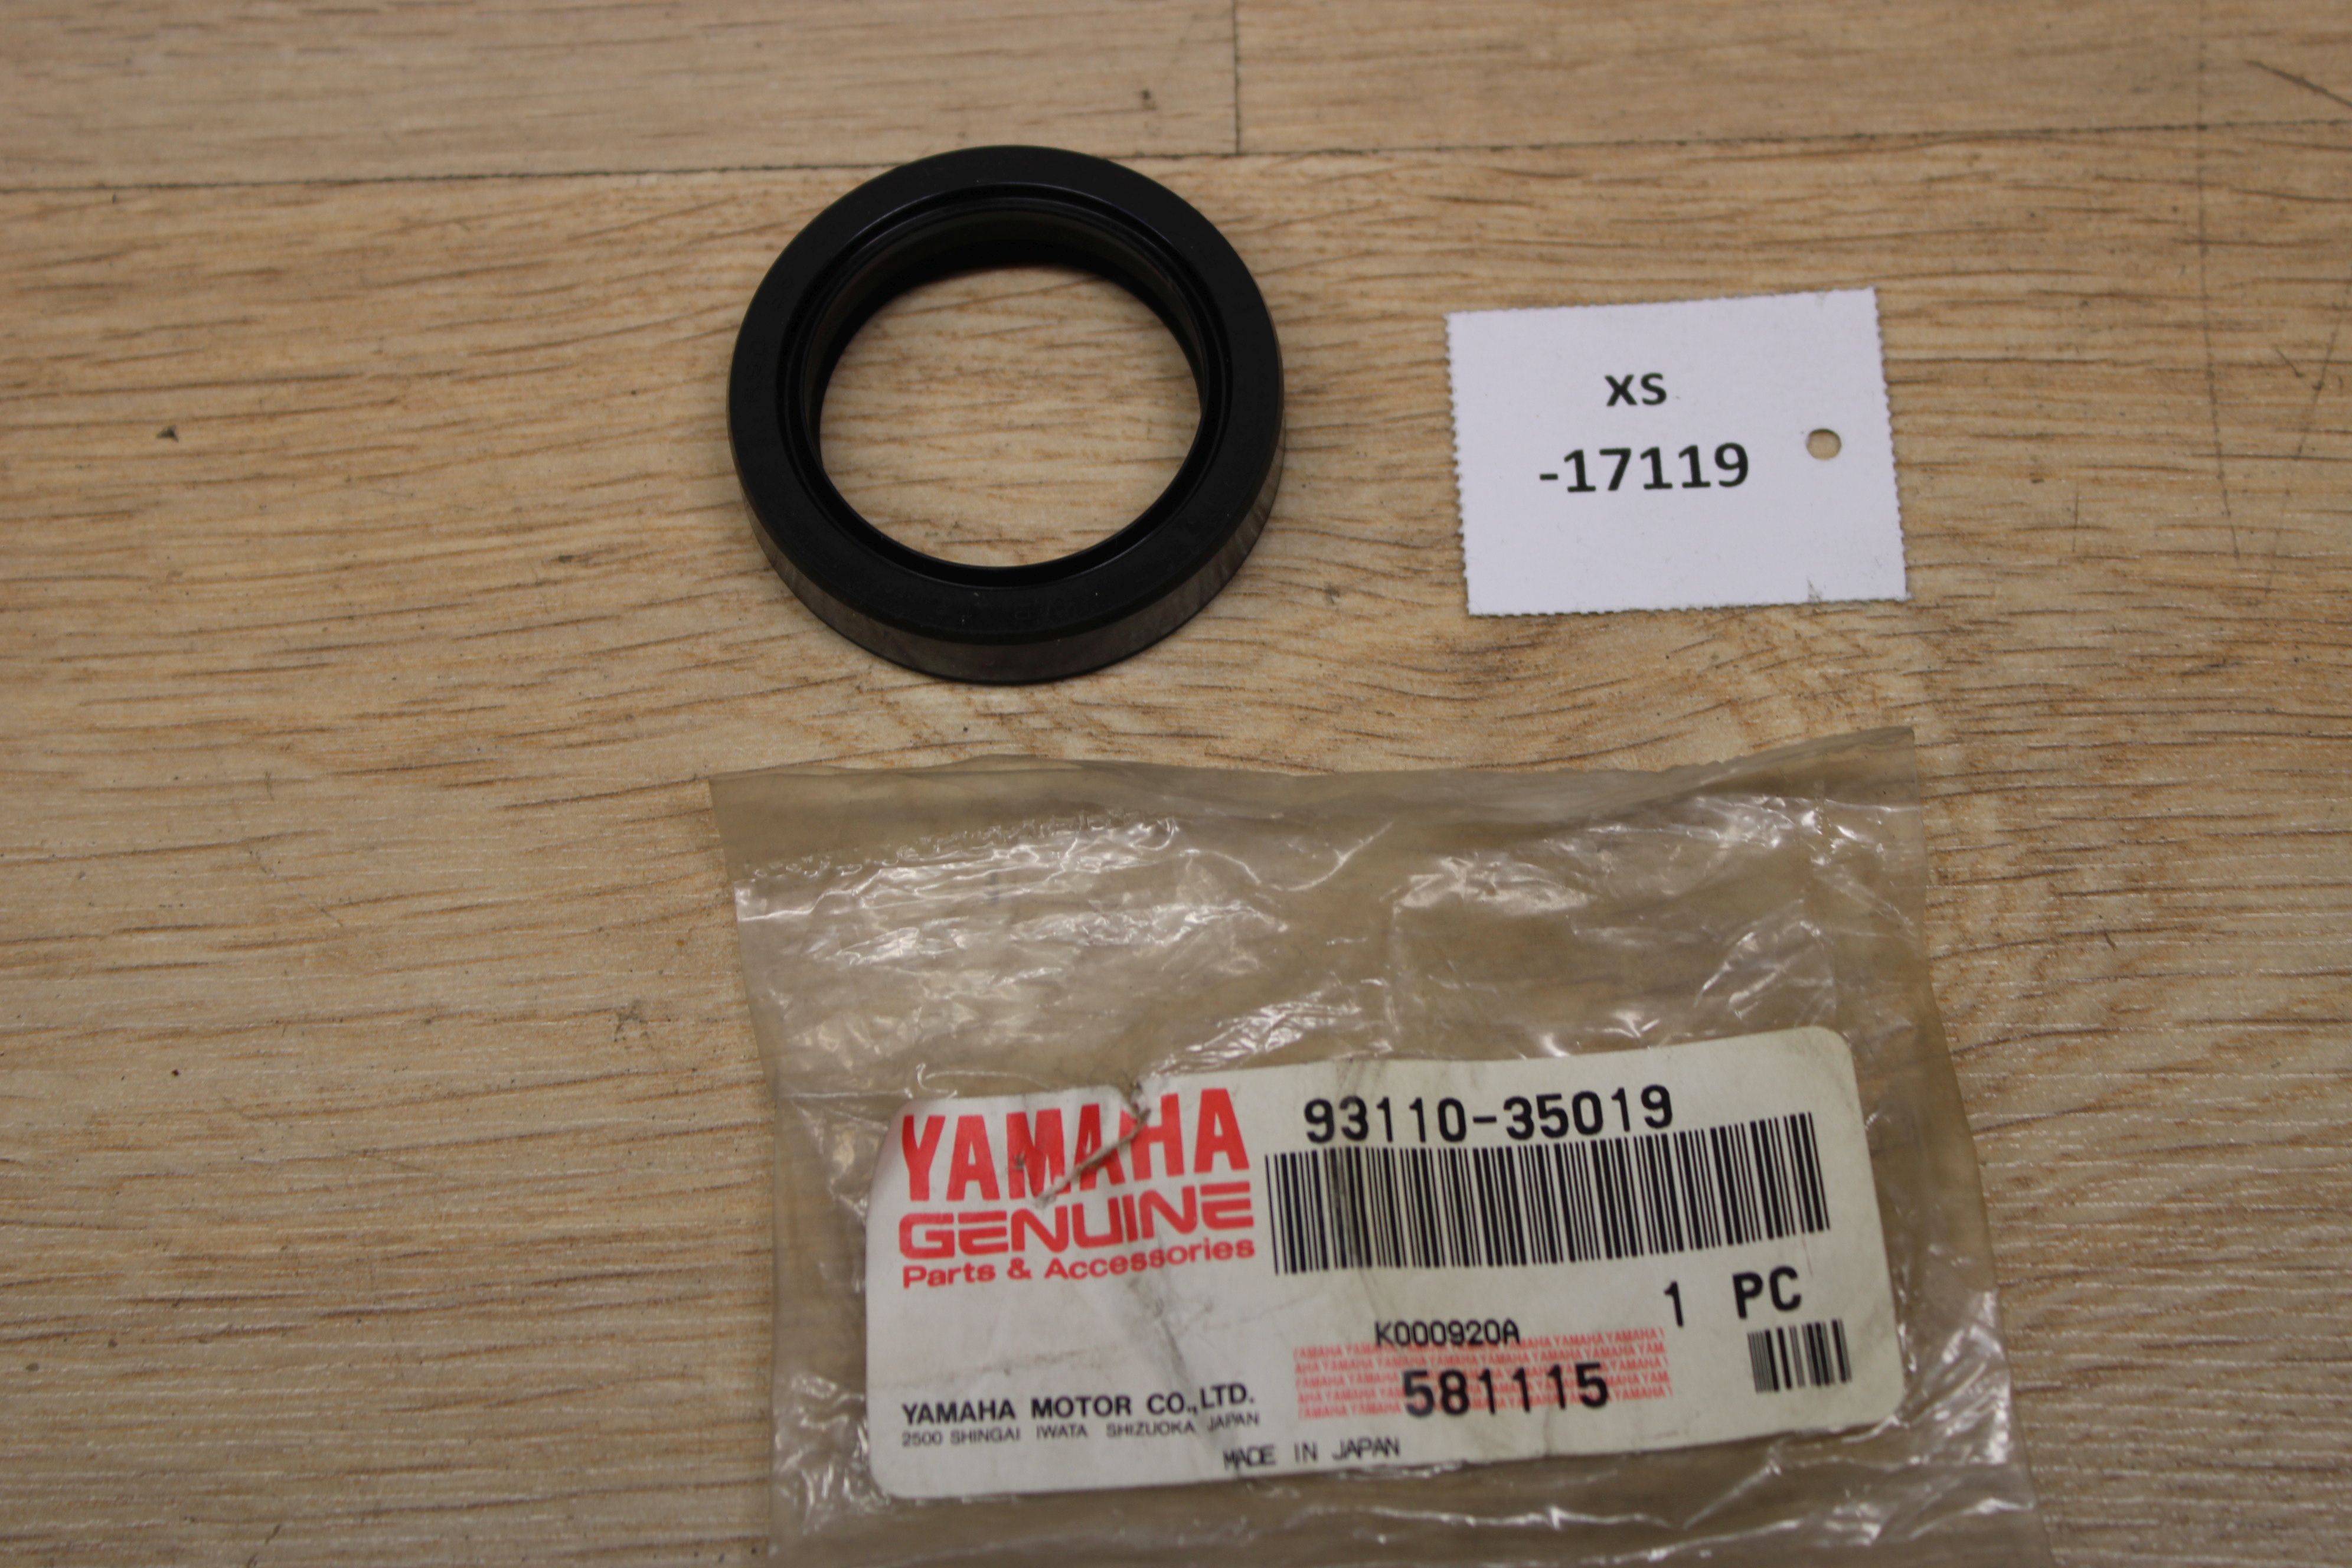 xs
-17119
YAMAHA
GENUINE
Parts & Accessories
93110-35019
1 PC
K000920A
581115
YAMAHA MOTOR CO.,LTD.
2500 SHINGAI IWATA SHIZUOKA JAPAN
MADE IN JAPAN